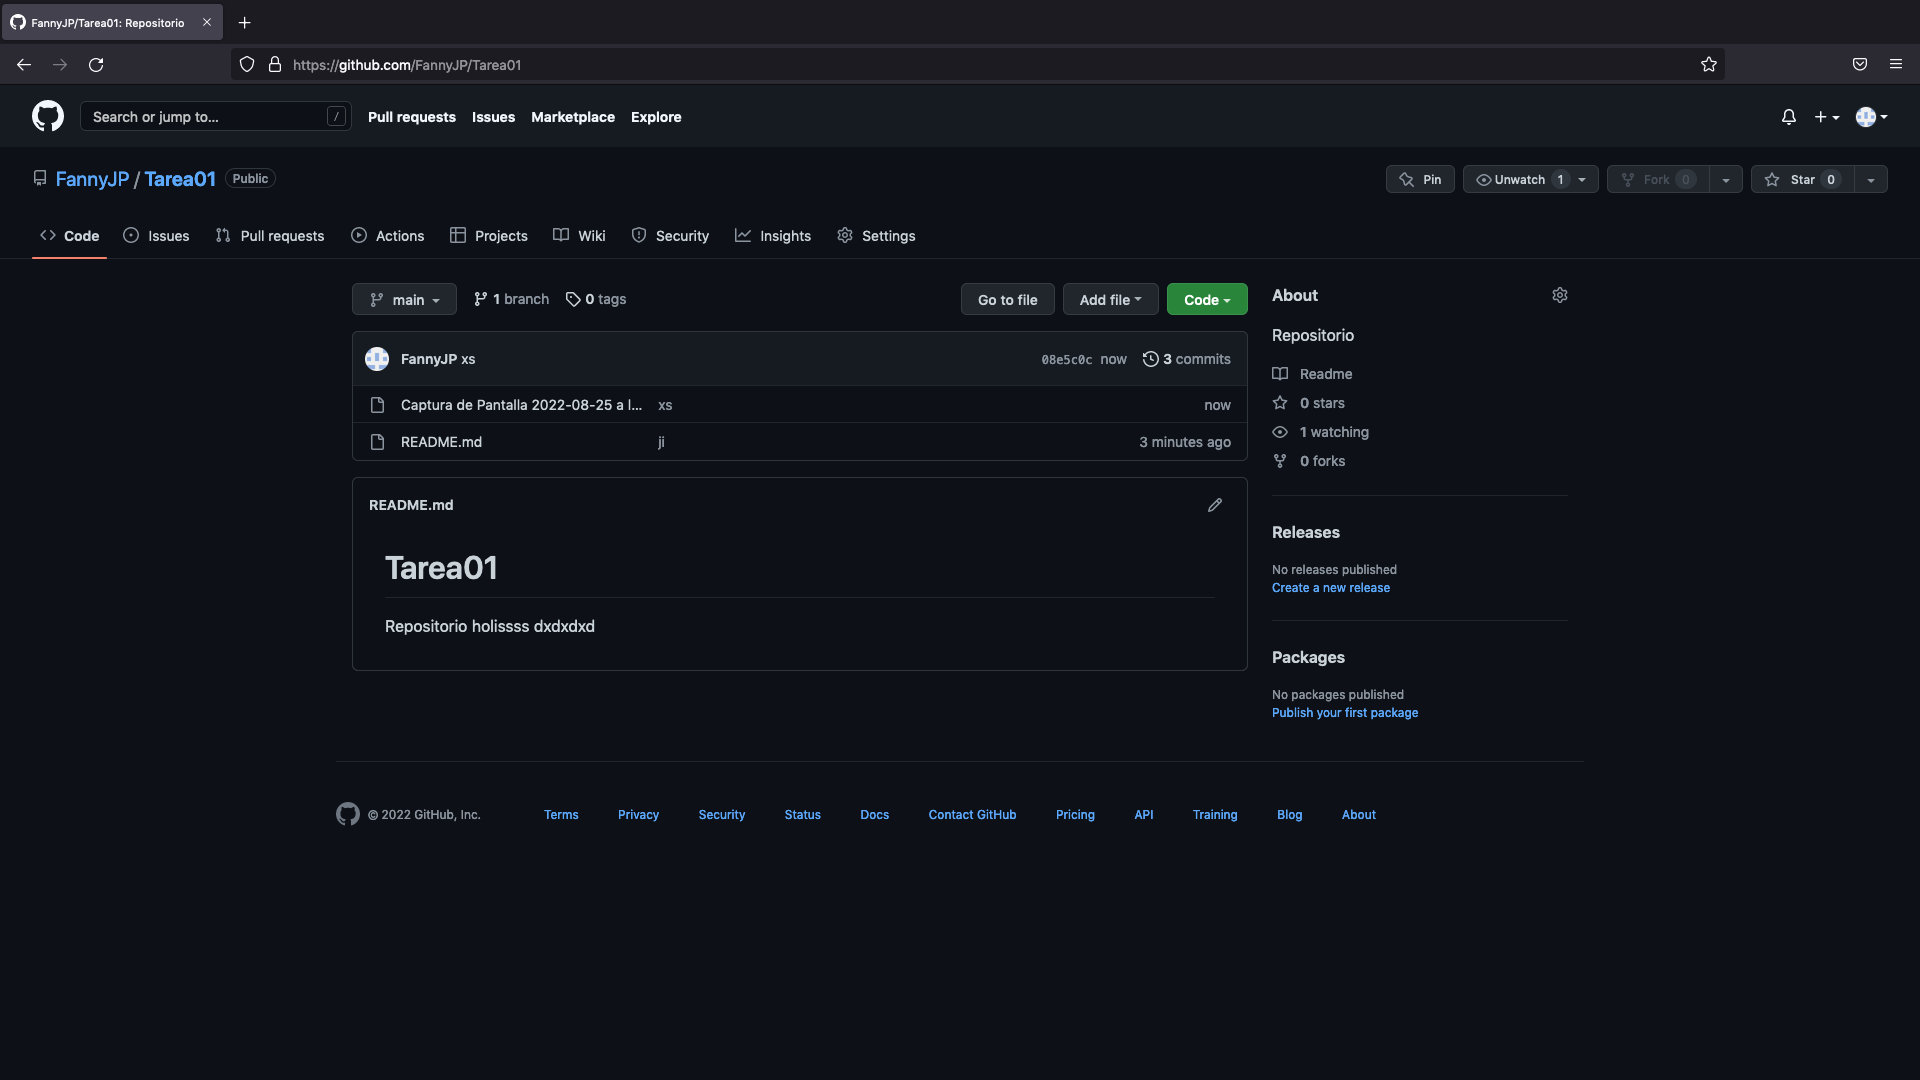 FannyJP/Tarea01: Repositorio
https://github.com/FannyJP/Tarea01
Search or jump to... /
Pull requests Issues Marketplace Explore
FannyJP / Tarea01 Public
Pin Unwatch 1 Fork 0 Star 0
Code Issues Pull requests Actions Projects Wiki Security Insights Settings
main 1 branch 0 tags Go to file Add file Code
FannyJP xs 08e5c0c now 3 commits
Captura de Pantalla 2022-08-25 a l... xs now
README.md ji 3 minutes ago
README.md
Tarea01
Repositorio holissss dxdxdxd
About
Repositorio
Readme
0 stars
1 watching
0 forks
Releases
No releases published
Create a new release
Packages
No packages published
Publish your first package
© 2022 GitHub, Inc. Terms Privacy Security Status Docs Contact GitHub Pricing API Training Blog About